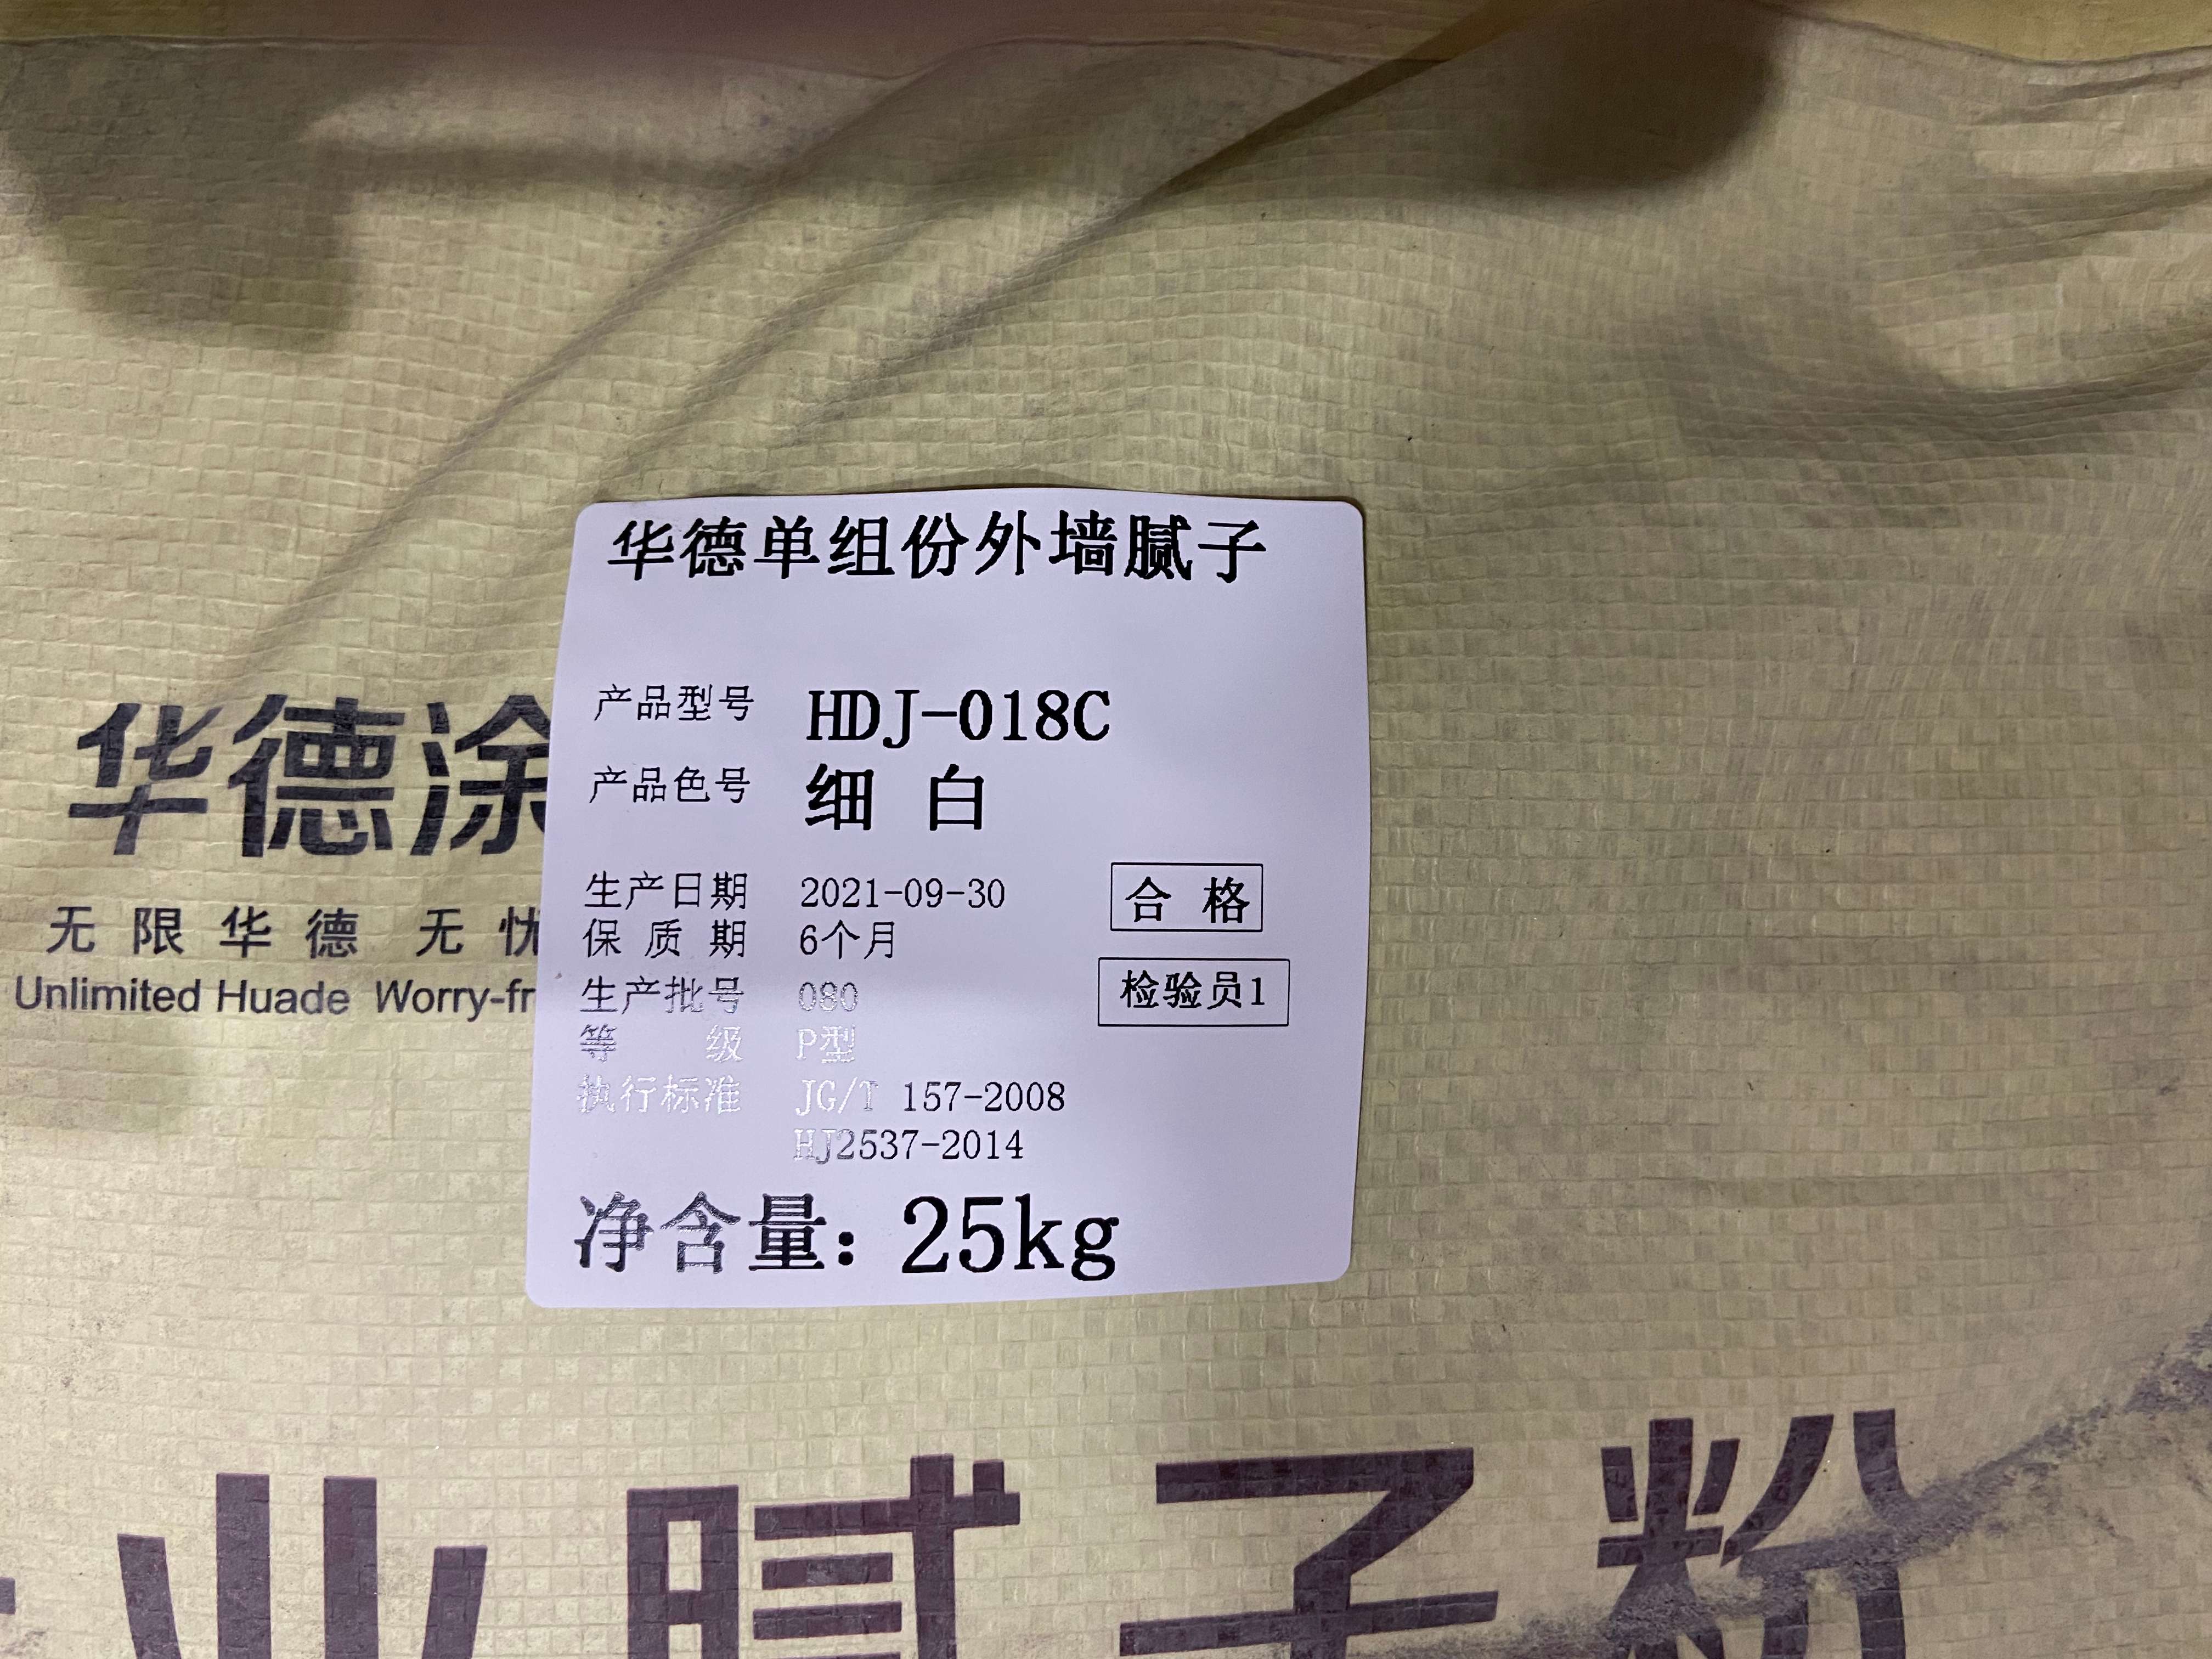 华德单组份外墙腻子
产品型号 HDJ-018C
产品色号 细 白
生产日期 2021-09-30 合 格
保质期 6个月
生产批号 080 检验员1
等级 P型
执行标准 JG/T 157-2008
HJ2537-2014
净含量：25kg
华德涂
无限华德 无忧
Unlimited Huade Worry-fr
业腻子粉